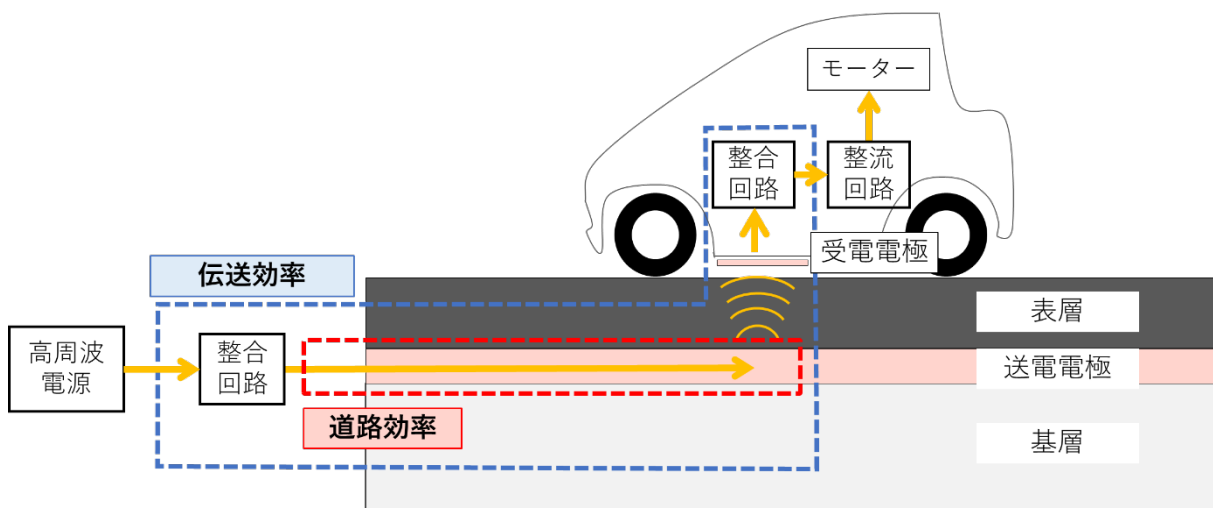 モーター
整合
回路
整流
回路
受電電極
伝送効率
表層
高周波
電源
整合
回路
送電電極
道路効率
基層